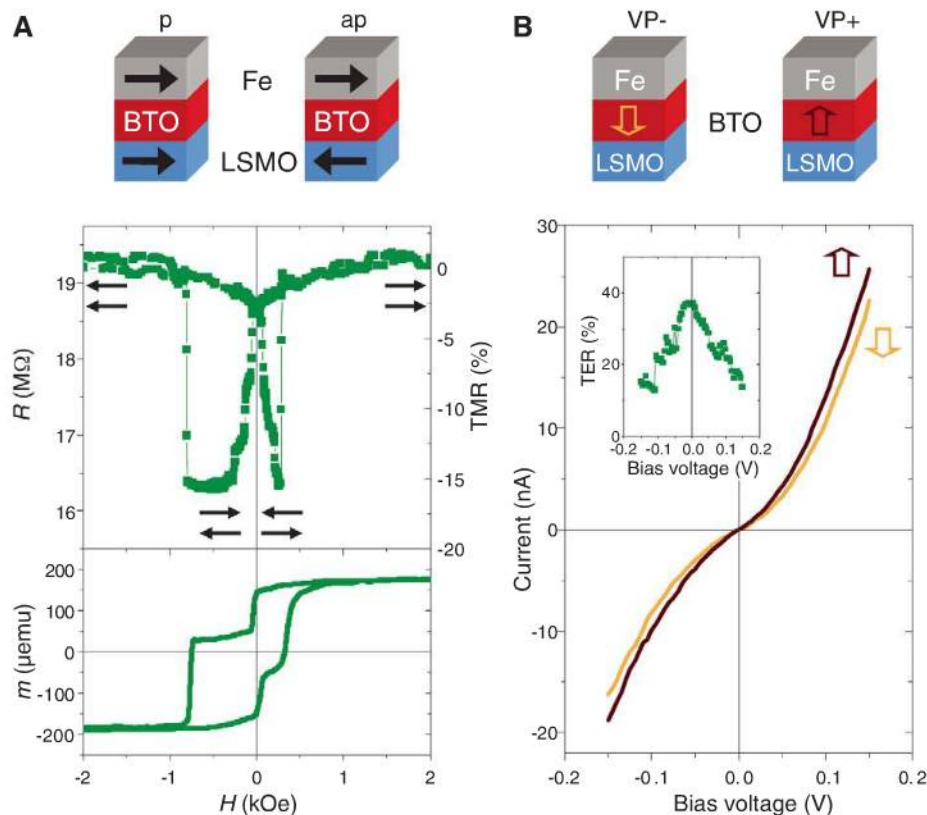 A
p
ap
Fe
BTO
BTO
LSMO
19
18
17
16
R (MΩ)
0
-5
-10
-15
-20
TMR (%)
200
100
0
-100
-200
m (µemu)
-2
-1
0
1
2
H (kOe)
B
VP-
VP+
Fe
Fe
BTO
LSMO
LSMO
30
25
20
10
0
-10
-20
Current (nA)
40
20
0
TER (%)
-0.2
-0.1
0.0
0.1
0.2
Bias voltage (V)
-0.2
-0.1
0.0
0.1
0.2
Bias voltage (V)